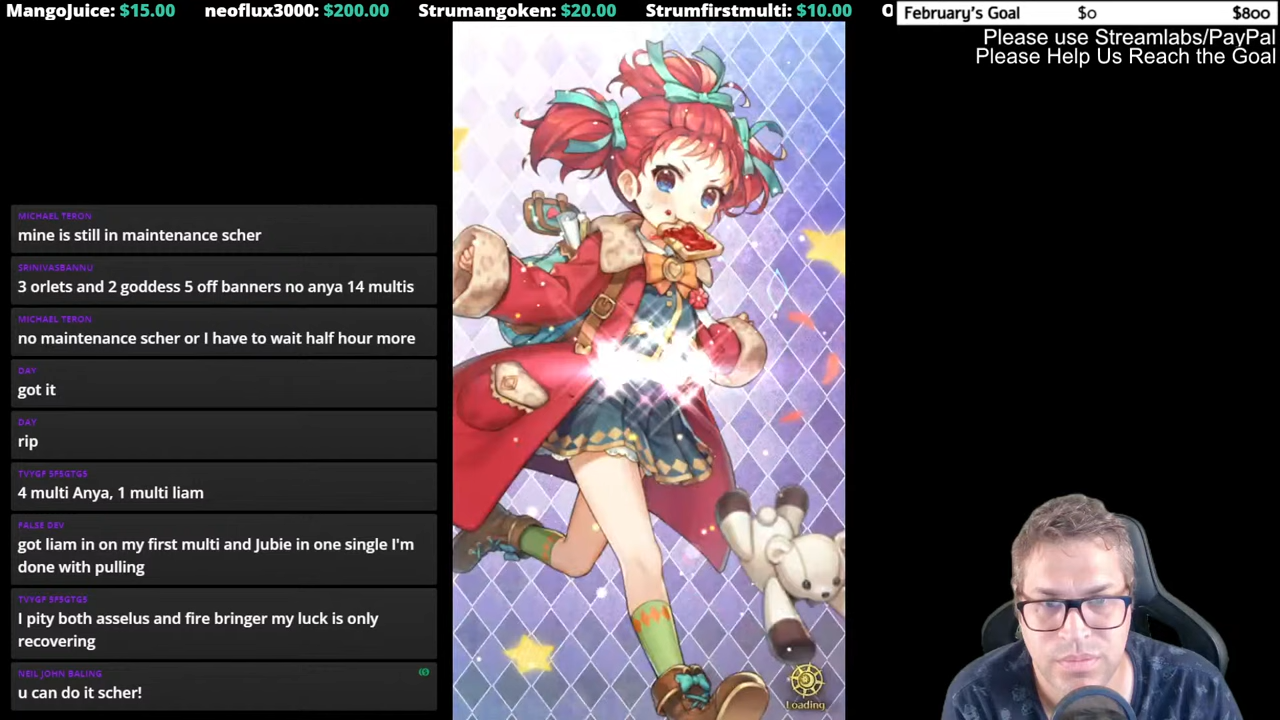 MangoJuice: $15.00 neoflux3000: $200.00 Strumangoken: $20.00 Strumfirstmulti: $10.00
February's Goal $0 $800
Please use Streamlabs/PayPal
Please Help Us Reach the Goal
MICHAEL TERON
mine is still in maintenance scher
SRINIVASBANNU
3 orlets and 2 goddess 5 off banners no anya 14 multis
MICHAEL TERON
no maintenance scher or I have to wait half hour more
DAY
got it
DAY
rip
TVYGF 5F5GTG5
4 multi Anya, 1 multi liam
FALSE DEV
got liam in on my first multi and Jubie in one single I'm
done with pulling
TVYGF 5F5GTG5
I pity both asselus and fire bringer my luck is only
recovering
NEIL JOHN BALING
u can do it scher!
Loading